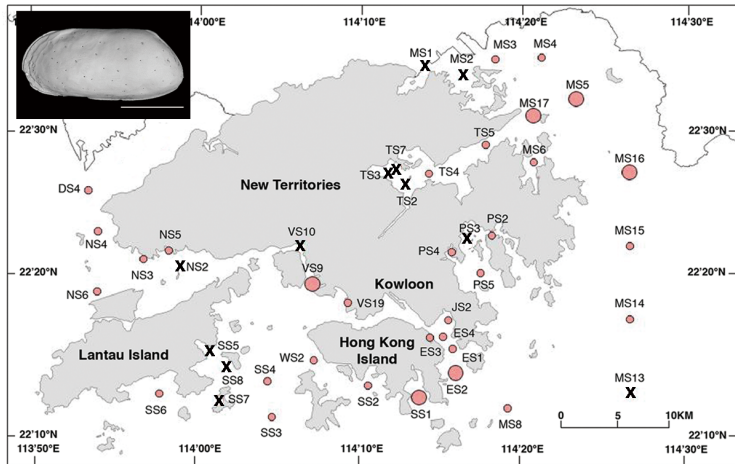 114°00'E 114°10'E 114°20'E 114°30'E
MS1
MS2
MS3
MS4
MS5
MS17
22°30'N
22°30'N
TS5
TS7
MS6
TS3
TS4
MS16
TS2
New Territories
DS4
NS4
NS5
VS10
PS3
PS2
MS15
PS4
NS3
NS2
VS9
22°20'N
22°20'N
Kowloon
PS5
NS6
VS19
JS2
MS14
Hong Kong
Island
ES4
ES3
ES1
Lantau Island
SS5
WS2
SS8
SS4
ES2
MS13
SS7
SS2
SS6
SS1
SS3
MS8
0 5 10KM
22°10'N
22°10'N
113°50'E 114°00'E 114°10'E 114°20'E 114°30'E